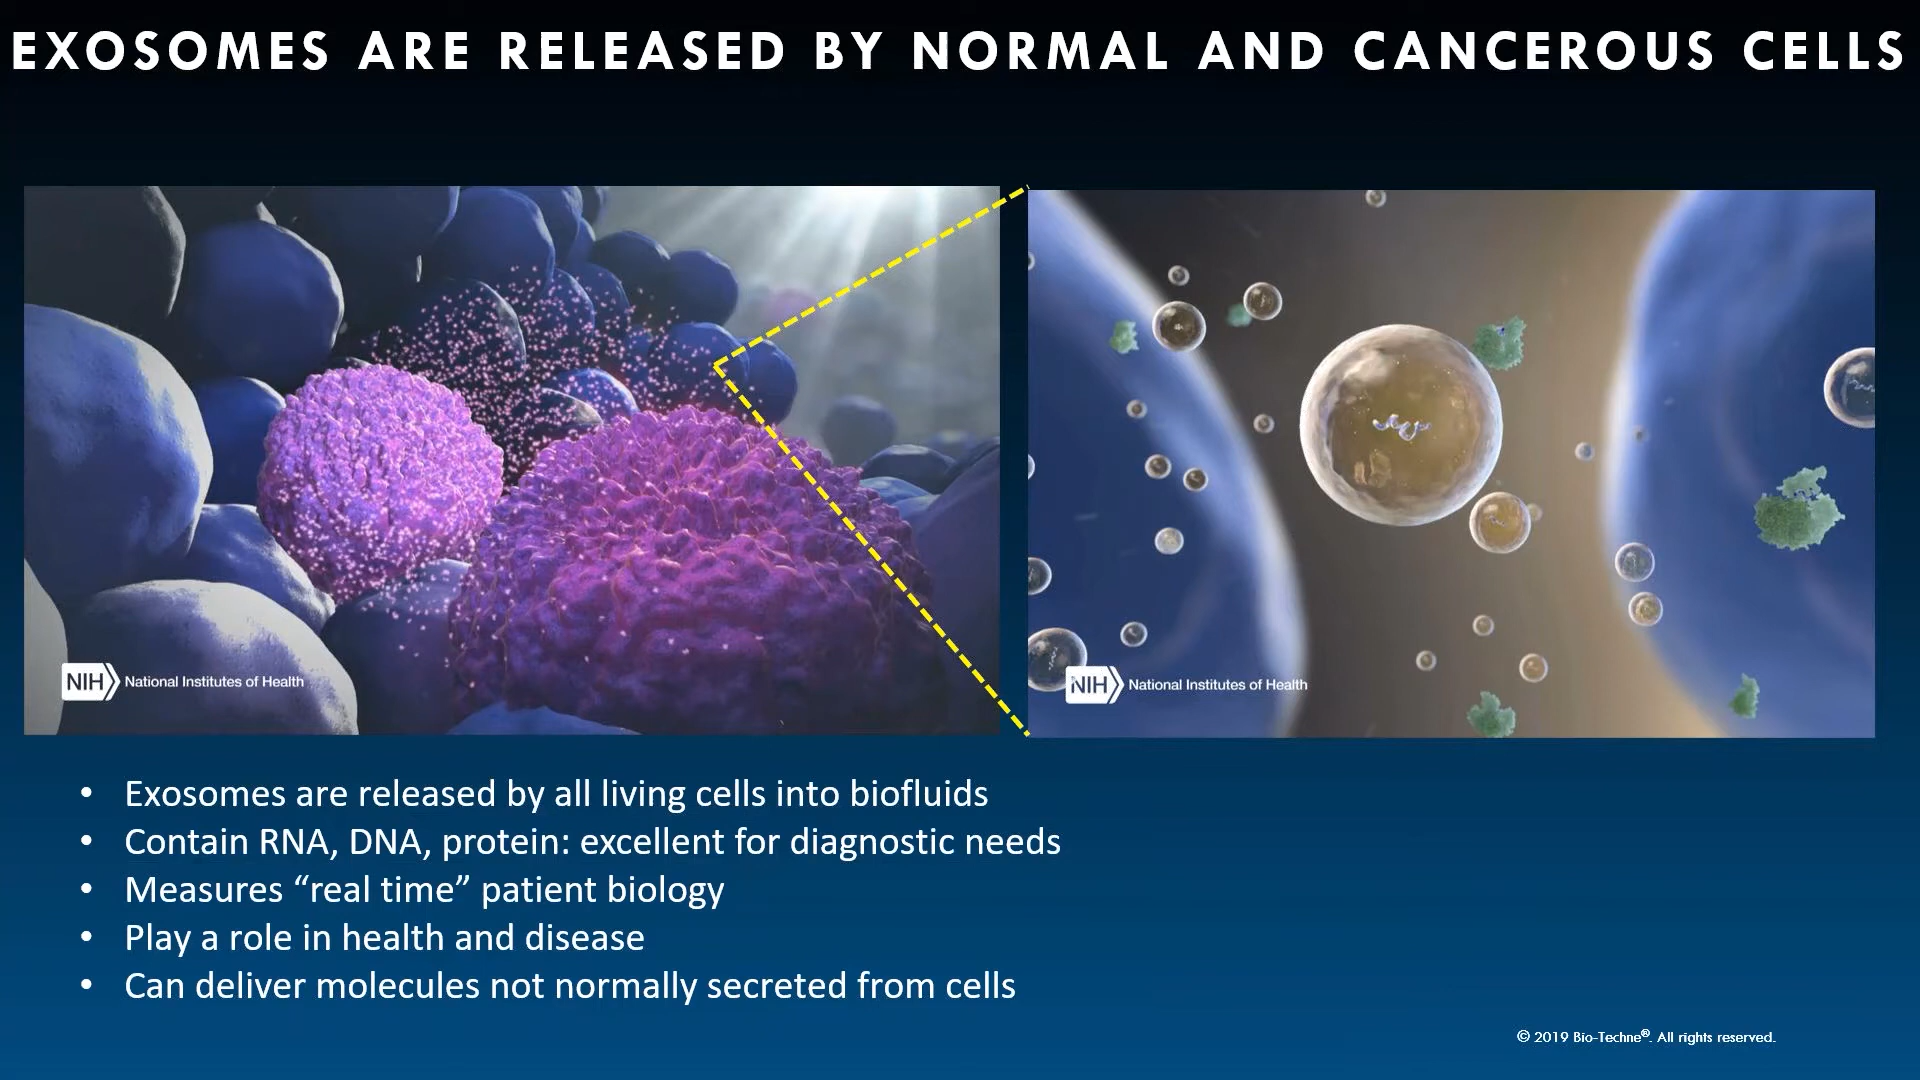 EXOSOMES ARE RELEASED BY NORMAL AND CANCEROUS CELLS
NIH National Institutes of Health
NIH National Institutes of Health
• Exosomes are released by all living cells into biofluids
• Contain RNA, DNA, protein: excellent for diagnostic needs
• Measures “real time” patient biology
• Play a role in health and disease
• Can deliver molecules not normally secreted from cells
© 2019 Bio-Techne®. All rights reserved.